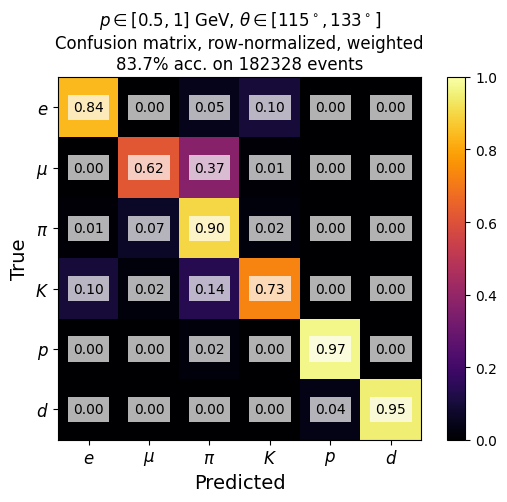 p ∈ [0.5, 1] GeV, θ ∈ [115°, 133°]
Confusion matrix, row-normalized, weighted
83.7% acc. on 182328 events
e 0.84 0.00 0.05 0.10 0.00 0.00
μ 0.00 0.62 0.37 0.01 0.00 0.00
π 0.01 0.07 0.90 0.02 0.00 0.00
K 0.10 0.02 0.14 0.73 0.00 0.00
p 0.00 0.00 0.02 0.00 0.97 0.00
d 0.00 0.00 0.00 0.00 0.04 0.95
e μ π K p d
Predicted
True
1.0
0.8
0.6
0.4
0.2
0.0